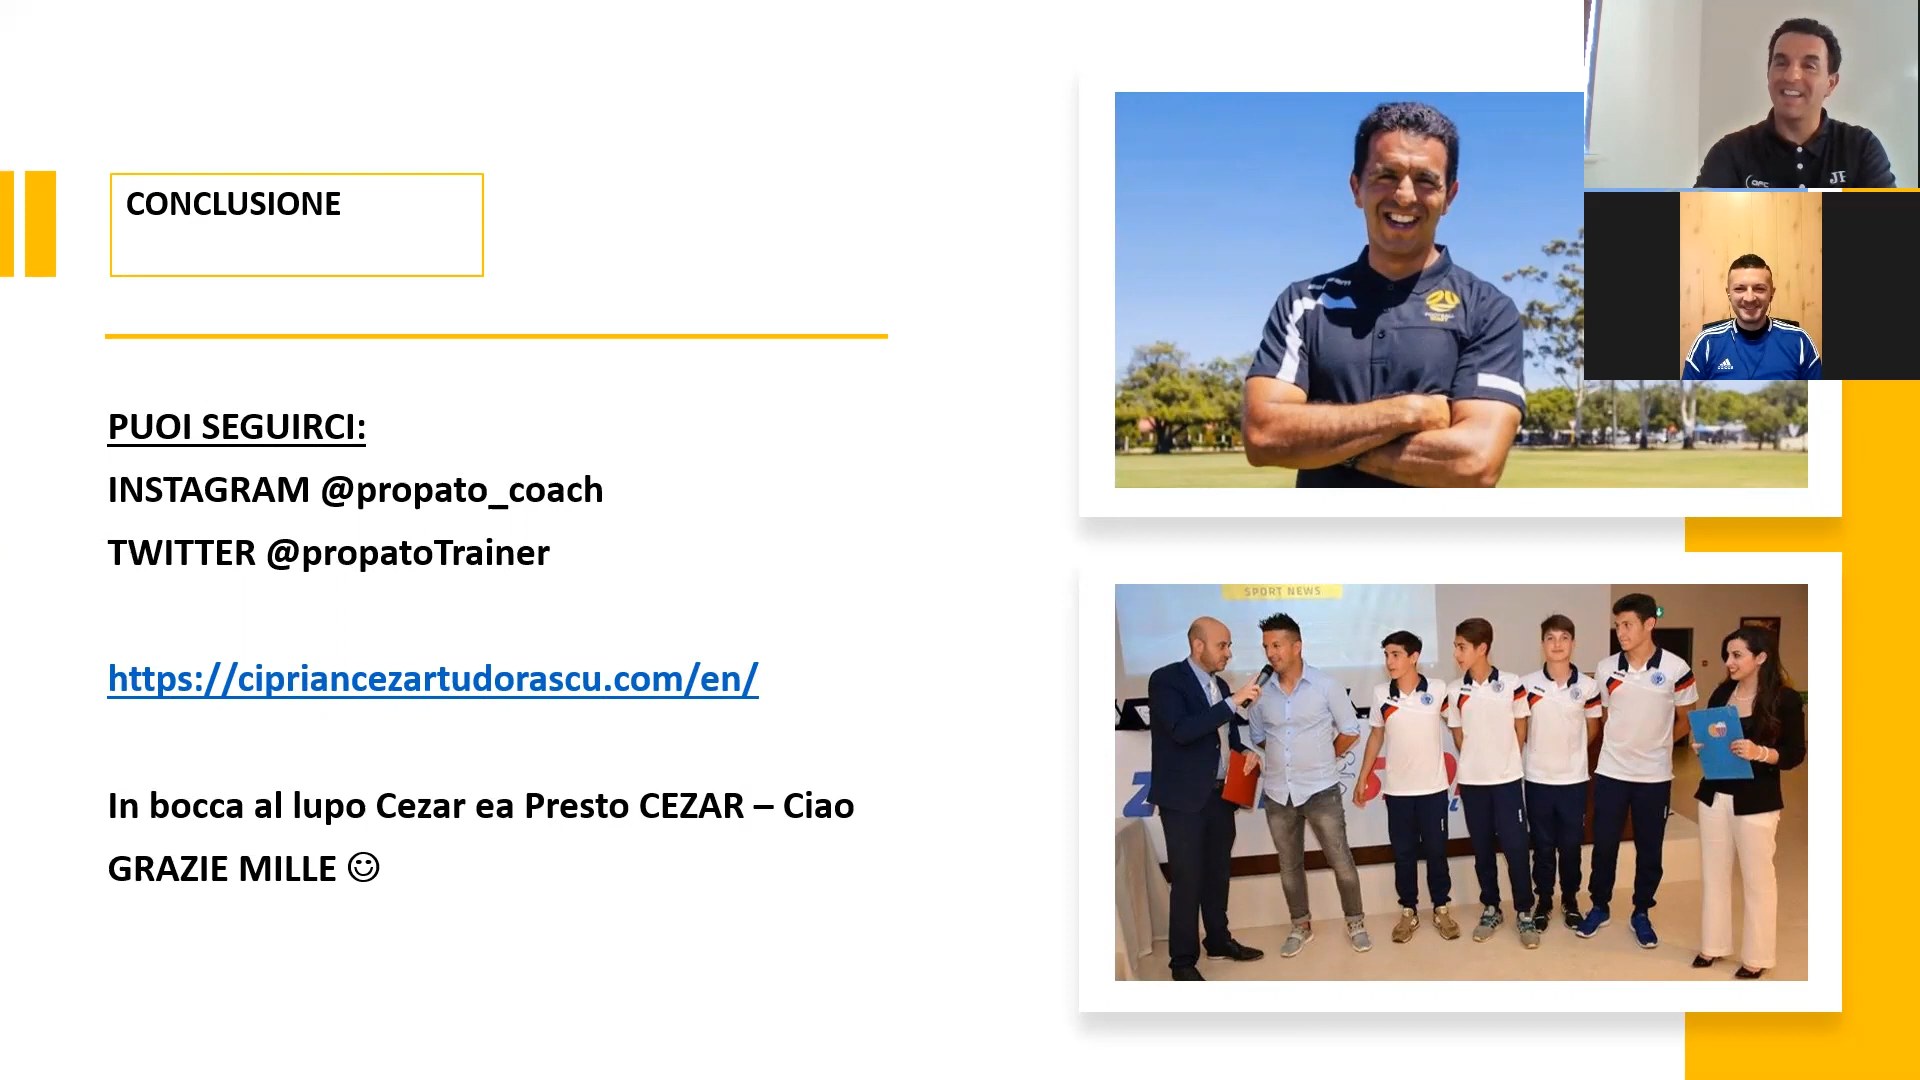 CONCLUSIONE
PUOI SEGUIRCI:
INSTAGRAM @propato_coach
TWITTER @propatoTrainer
https://cipriancezartudorascu.com/en/
In bocca al lupo Cezar ea Presto CEZAR – Ciao
GRAZIE MILLE ☺
JF
SPORT NEWS